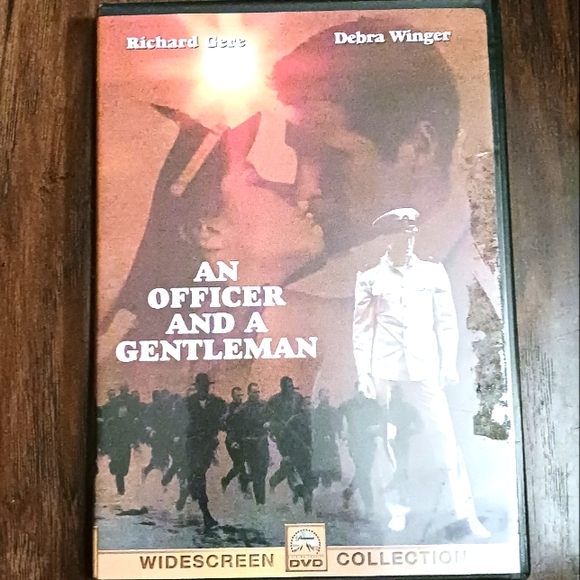 Richard Gere
Debra Winger
AN
OFFICER
AND A
GENTLEMAN
WIDESCREEN
DVD
COLLECTION